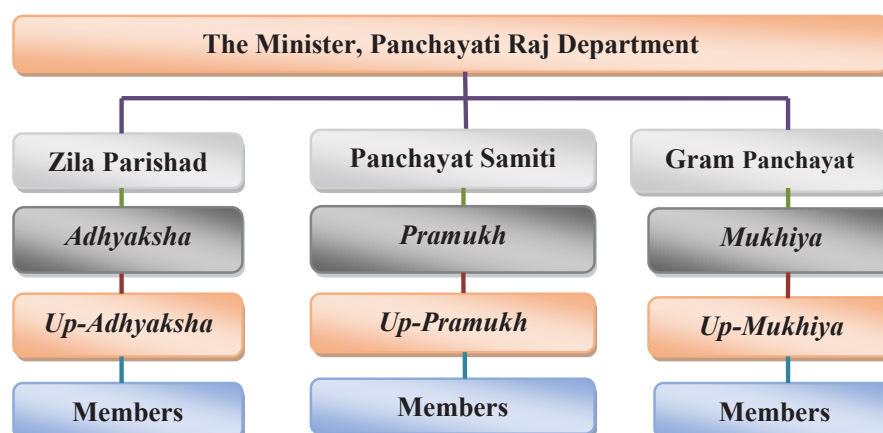 The Minister, Panchayati Raj Department
Zila Parishad
Panchayat Samiti
Gram Panchayat
Adhyaksha
Pramukh
Mukhiya
Up-Adhyaksha
Up-Pramukh
Up-Mukhiya
Members
Members
Members